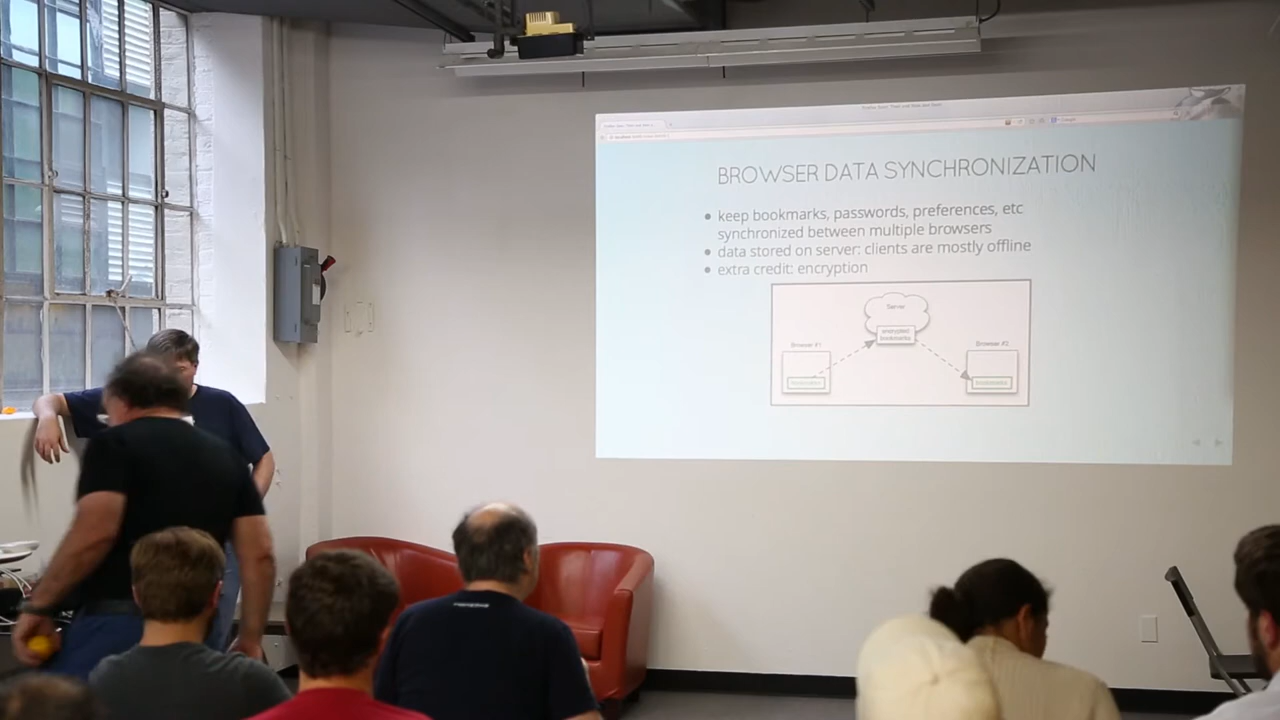 BROWSER DATA SYNCHRONIZATION
keep bookmarks, passwords, preferences, etc
synchronized between multiple browsers
data stored on server: clients are mostly offline
extra credit: encryption
Server
encrypted
bookmarks
Browser #1
Browser #2
bookmarks
bookmarks